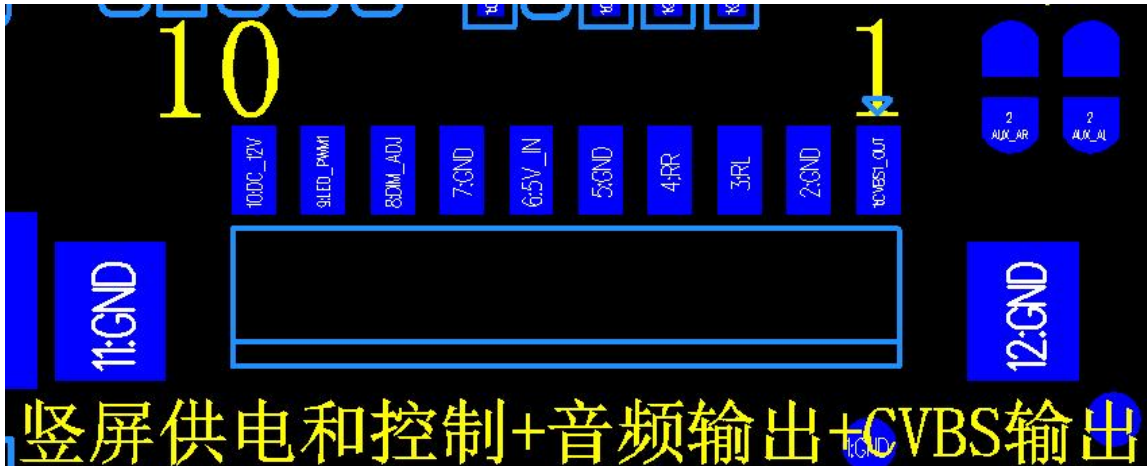 10 1
2 2
AUX_AR AUX_AL
10:DC_12V 9:LED_PWM1 8:DIM_ADJ 7:GND 6:5V_IN 5:GND 4:RR 3:RL 2:GND 1:CVBS1_OUT
11:GND 12:GND
竖屏供电和控制+音频输出+CVBS输出
1:GND